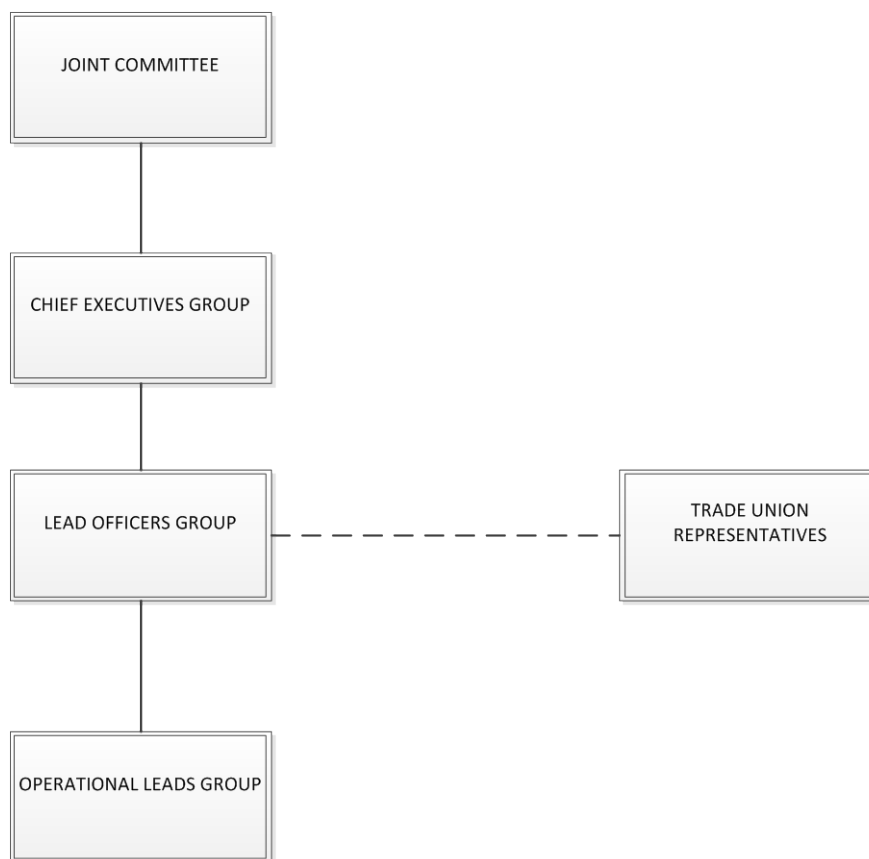 JOINT COMMITTEE
CHIEF EXECUTIVES GROUP
LEAD OFFICERS GROUP
TRADE UNION
REPRESENTATIVES
OPERATIONAL LEADS GROUP